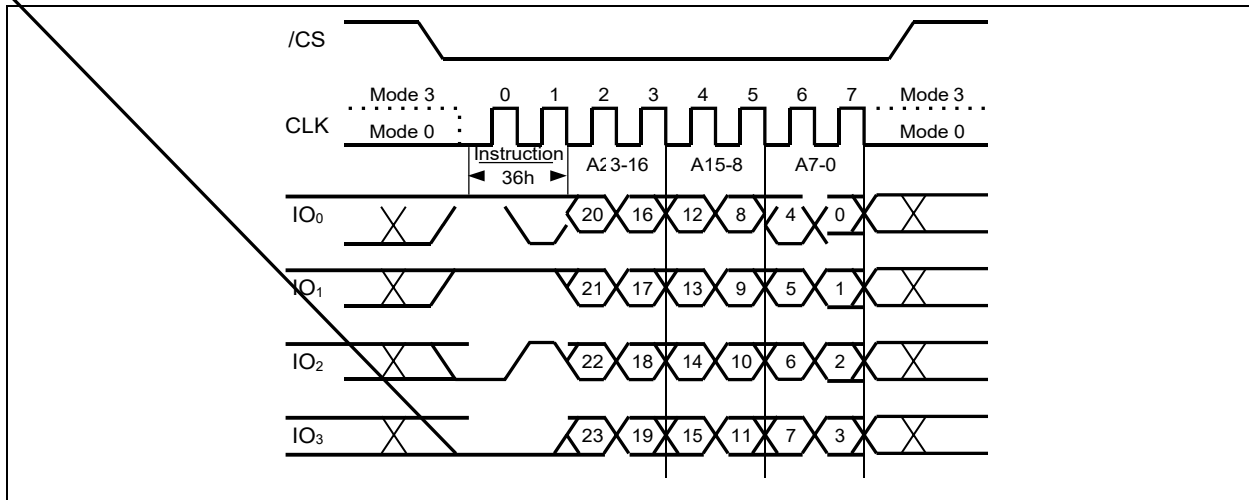 /CS
Mode 3 0 1 2 3 4 5 6 7 Mode 3
CLK Mode 0 Mode 0
Instruction
36h A23-16 A15-8 A7-0
IO0 20 16 12 8 4 0
IO1 21 17 13 9 5 1
IO2 22 18 14 10 6 2
IO3 23 19 15 11 7 3